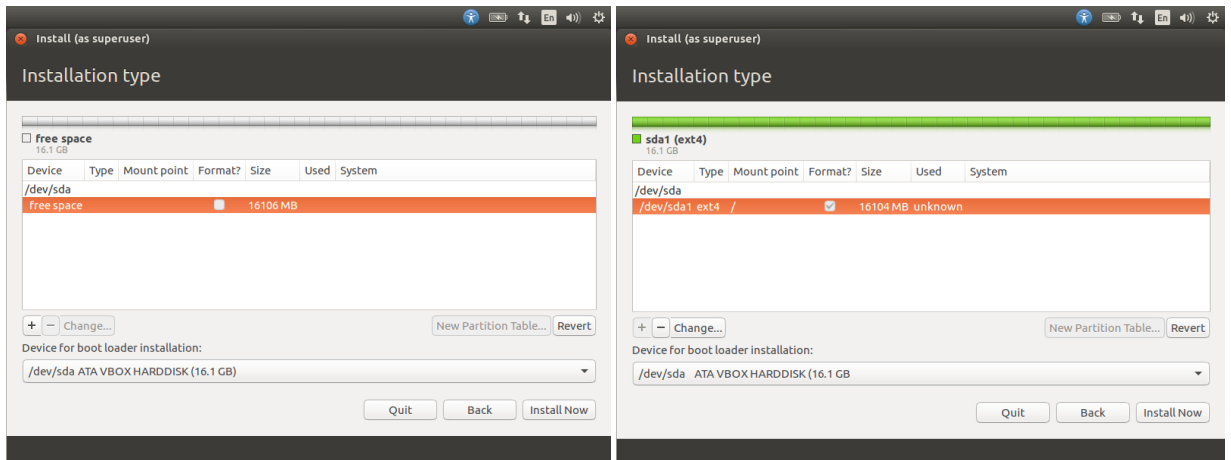 En
Install (as superuser)
Installation type
free space
16.1 GB
Device Type Mount point Format? Size Used System
/dev/sda
free space 16106 MB
+ - Change... New Partition Table... Revert
Device for boot loader installation:
/dev/sda ATA VBOX HARDDISK (16.1 GB)
Quit Back Install Now
En
Install (as superuser)
Installation type
sda1 (ext4)
16.1 GB
Device Type Mount point Format? Size Used System
/dev/sda
/dev/sda1 ext4 / 16104 MB unknown
+ - Change... New Partition Table... Revert
Device for boot loader installation:
/dev/sda ATA VBOX HARDDISK (16.1 GB
Quit Back Install Now